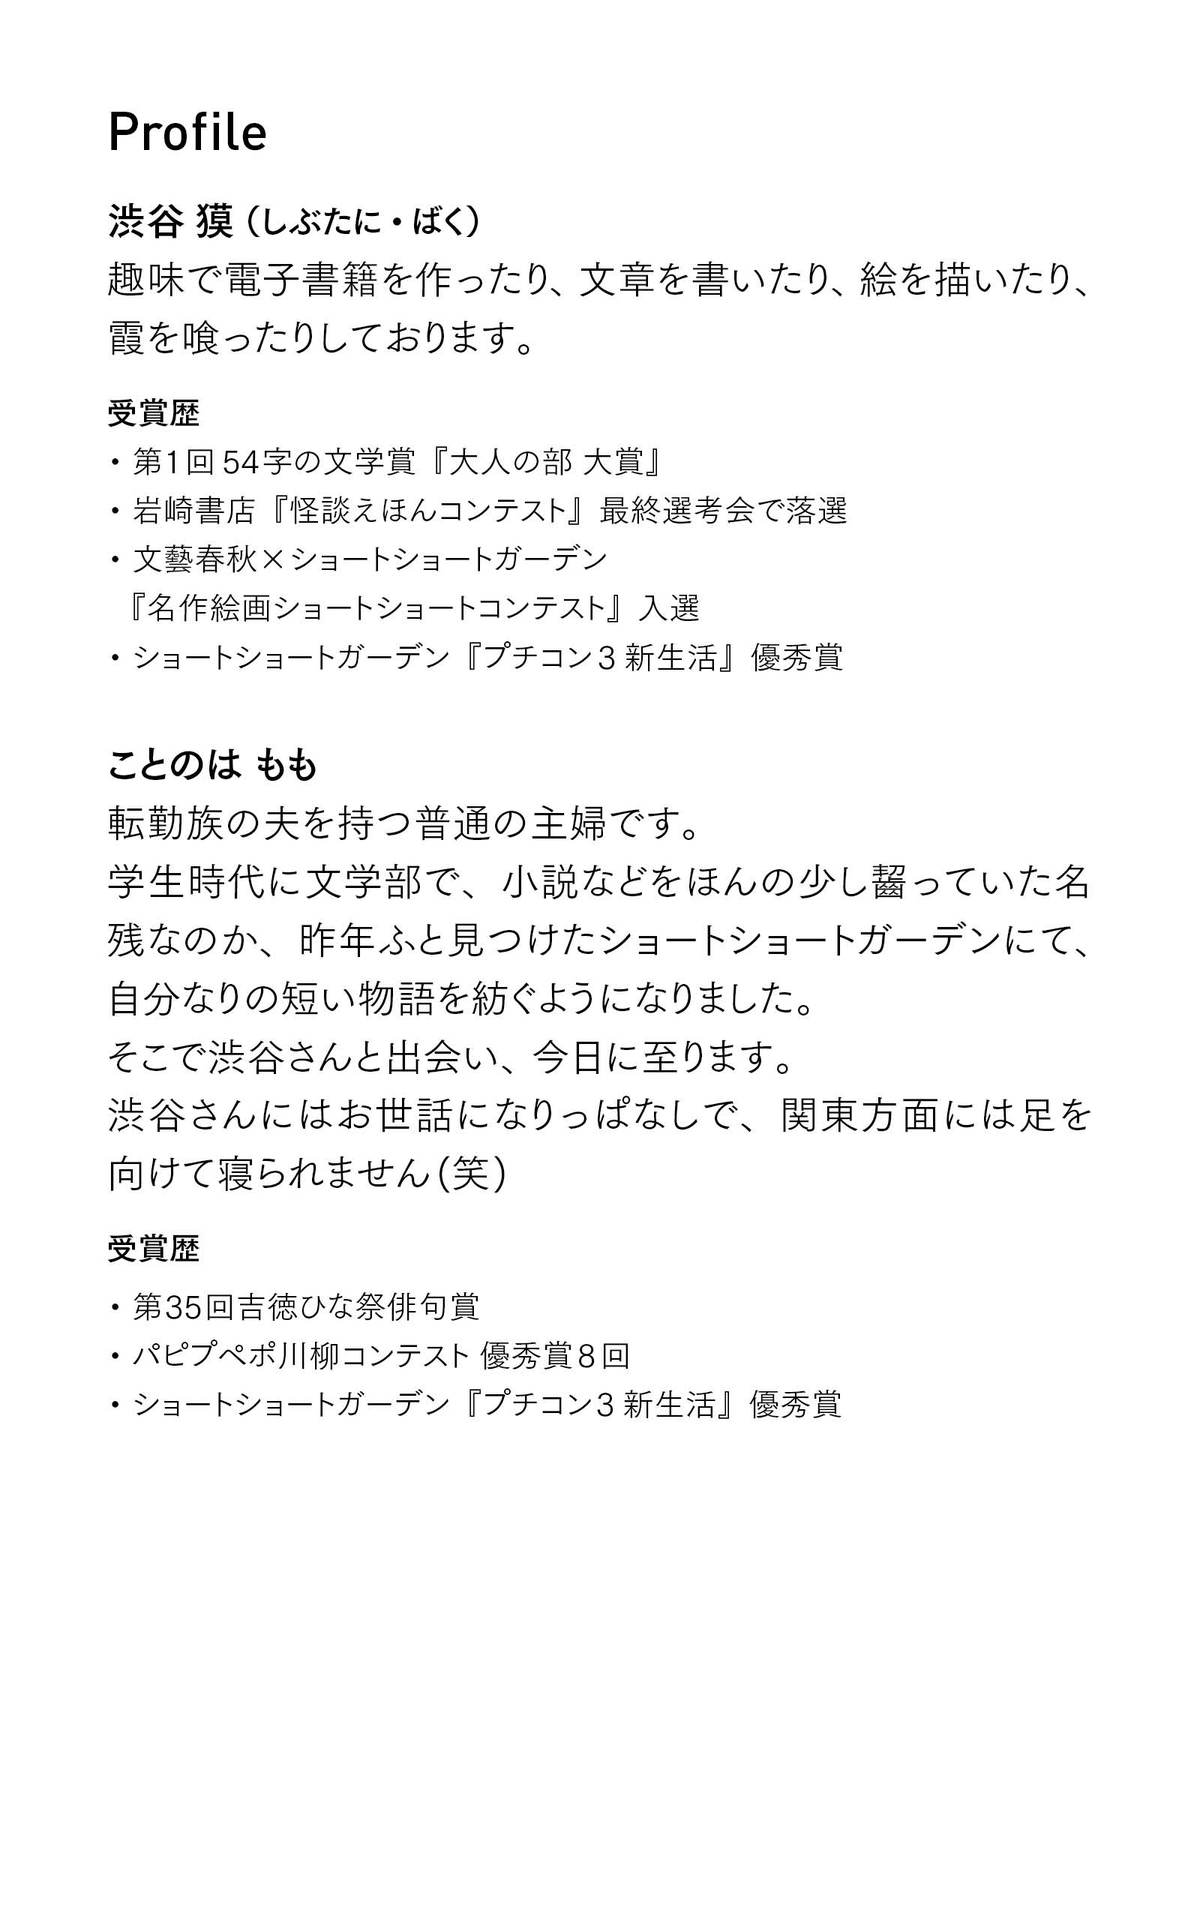 Profile
渋谷 獏（しぶたに・ばく）
趣味で電子書籍を作ったり、文章を書いたり、絵を描いたり、
霞を喰ったりしております。
受賞歴
・第1回 54字の文学賞『大人の部 大賞』
・岩崎書店『怪談えほんコンテスト』最終選考会で落選
・文藝春秋×ショートショートガーデン
『名作絵画ショートショートコンテスト』入選
・ショートショートガーデン『プチコン3 新生活』優秀賞
ことのは もも
転勤族の夫を持つ普通の主婦です。
学生時代に文学部で、小説などをほんの少し齧っていた名
残なのか、昨年ふと見つけたショートショートガーデンにて、
自分なりの短い物語を紡ぐようになりました。
そこで渋谷さんと出会い、今日に至ります。
渋谷さんにはお世話になりっぱなしで、関東方面には足を
向けて寝られません(笑)
受賞歴
・第35回吉徳ひな祭俳句賞
・パピプペポ川柳コンテスト 優秀賞8回
・ショートショートガーデン『プチコン3 新生活』優秀賞